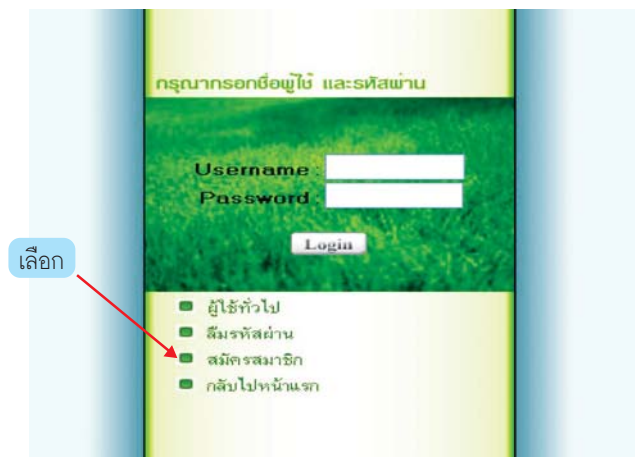 กรุณากรอกชื่อผู้ใช้ และรหัสผ่าน
Username :
Password :
Login
เลือก
ผู้ใช้ทั่วไป
ลืมรหัสผ่าน
สมัครสมาชิก
กลับไปหน้าแรก